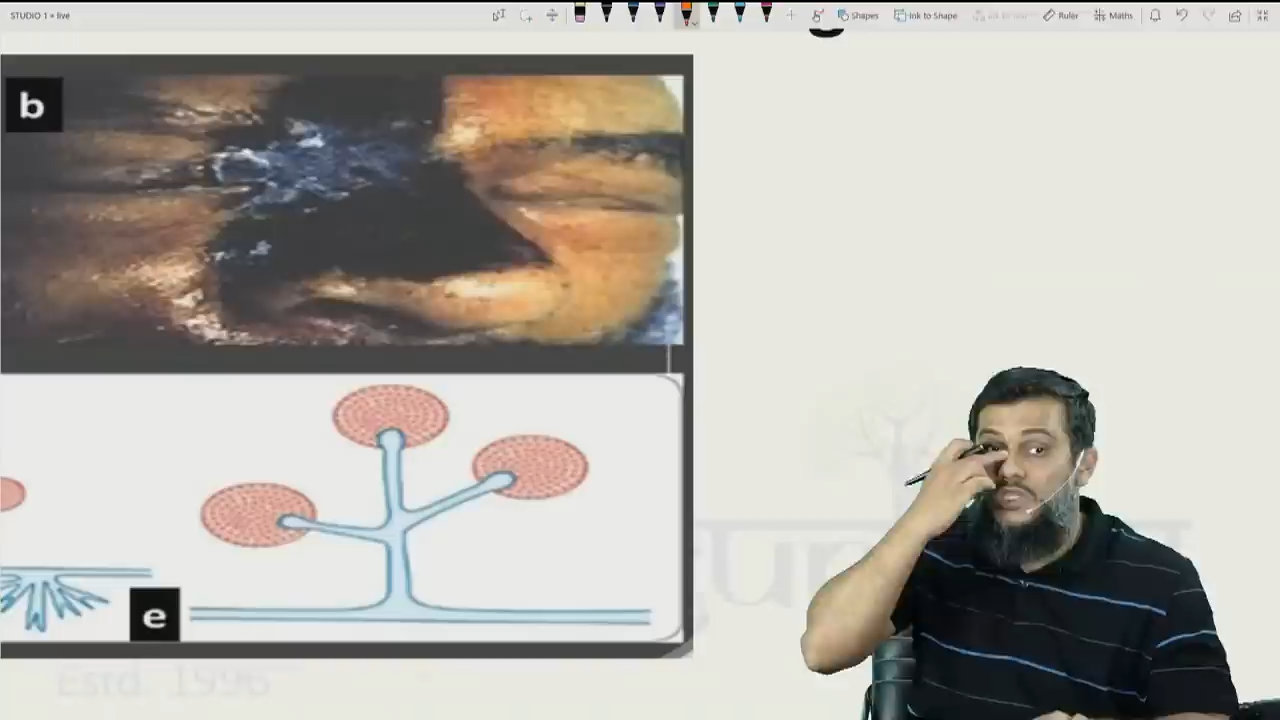 STUDIO 1 + live
Shapes
Ink to Shape
Ruler
Maths
b
e
Estd. 1996